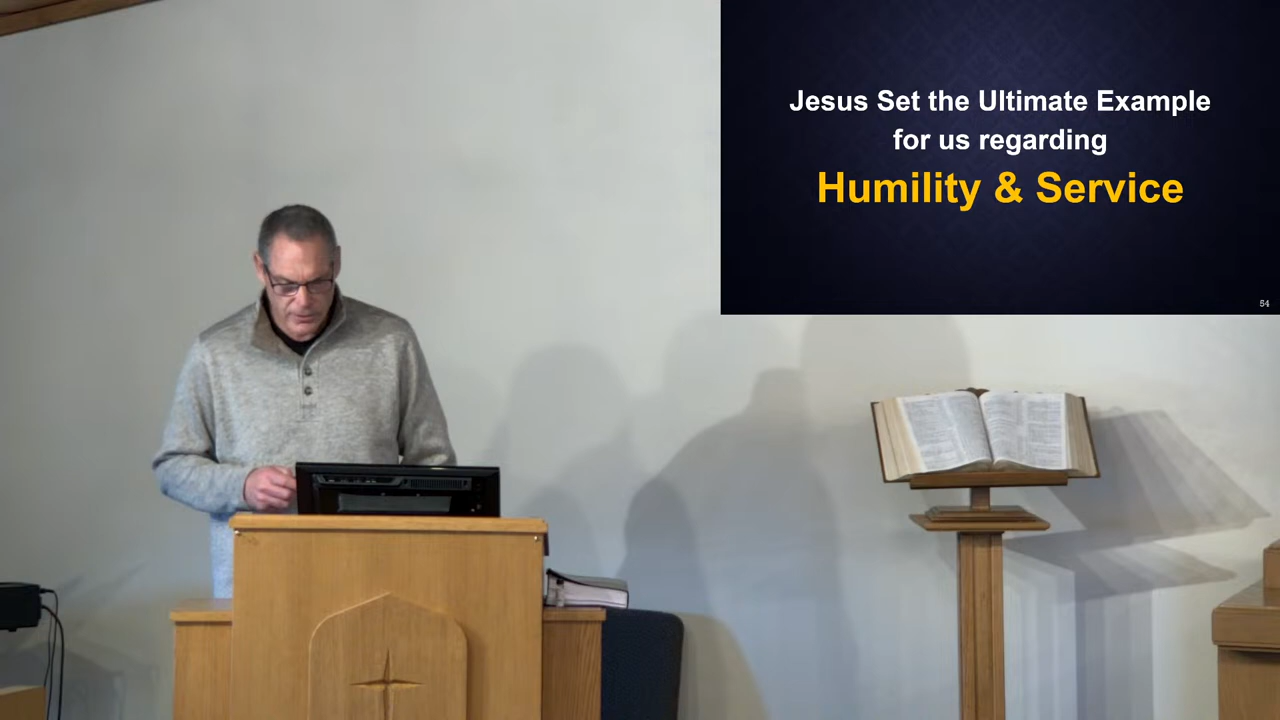 Jesus Set the Ultimate Example
for us regarding
Humility & Service
54